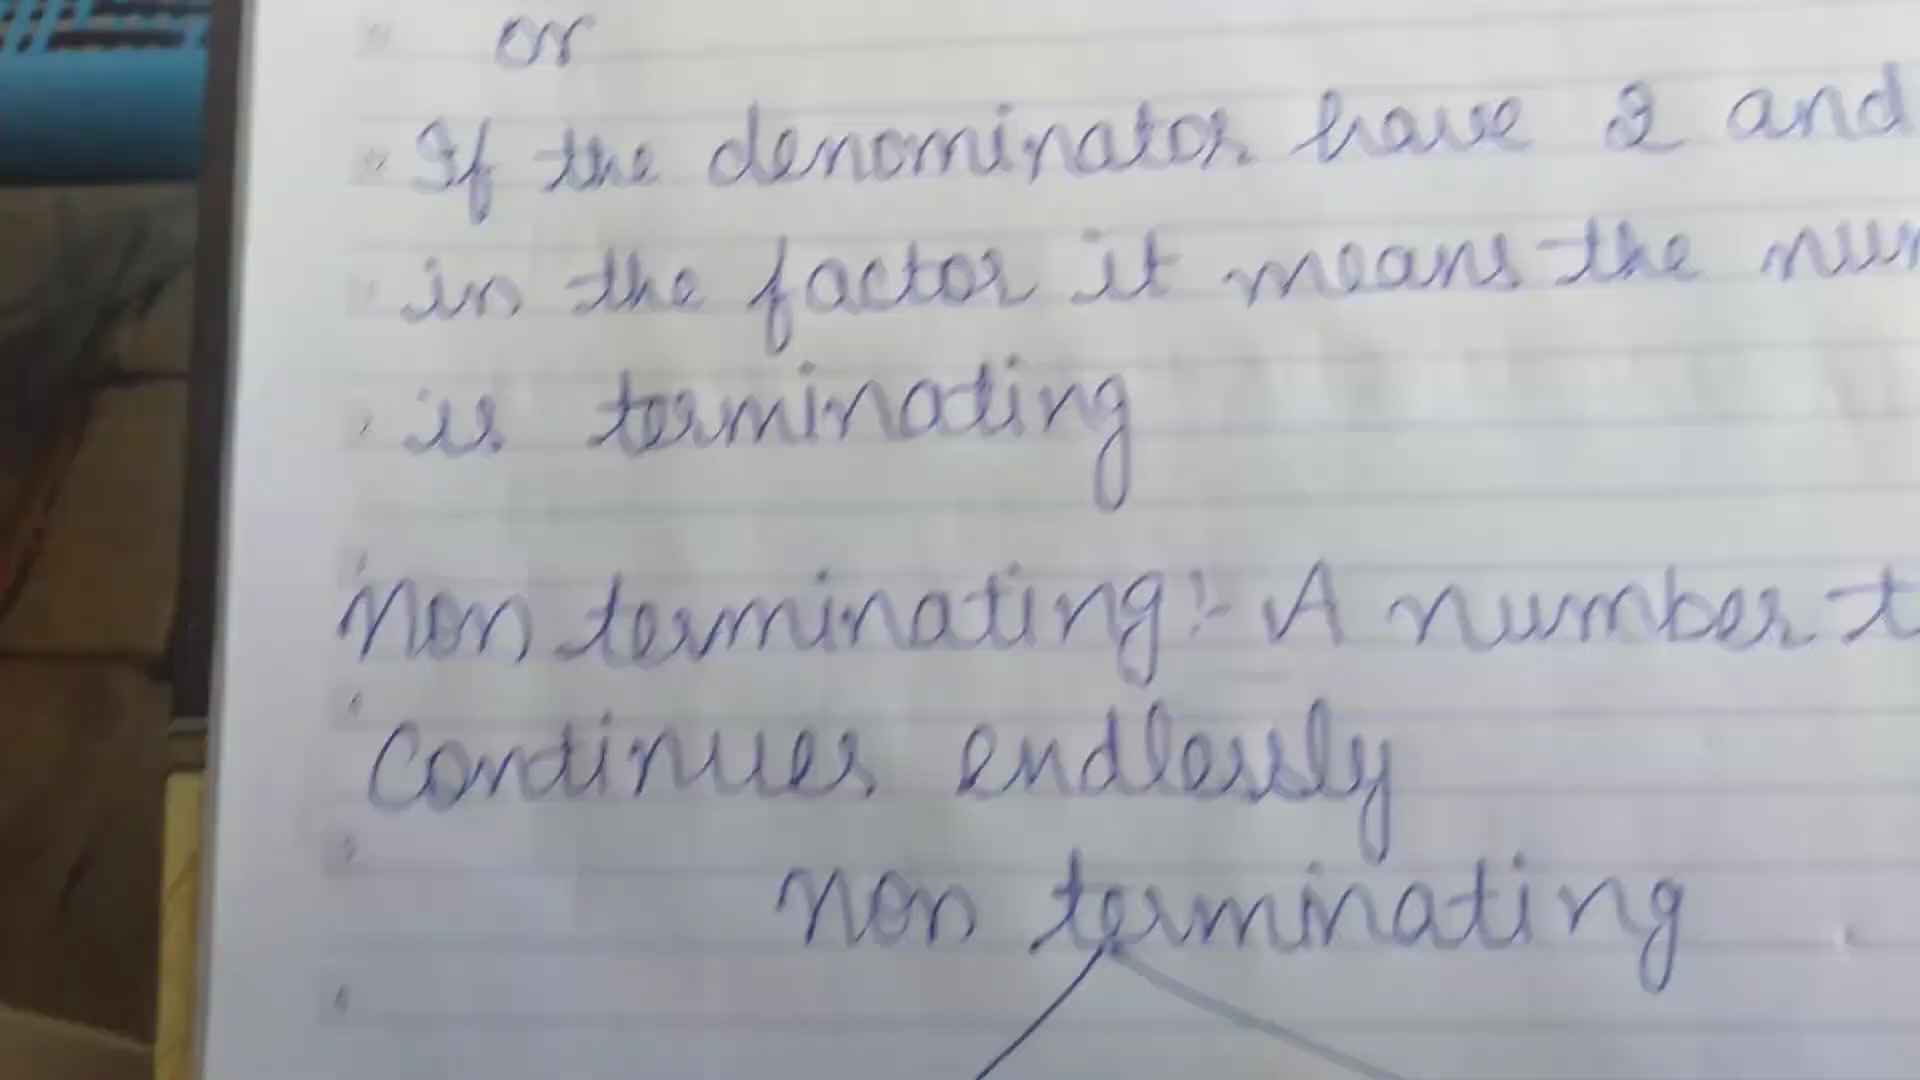 or
If the denominator have 2 and
in the factor it means the
is terminating
Non terminating:- A number
Continues endlessly
Non terminating